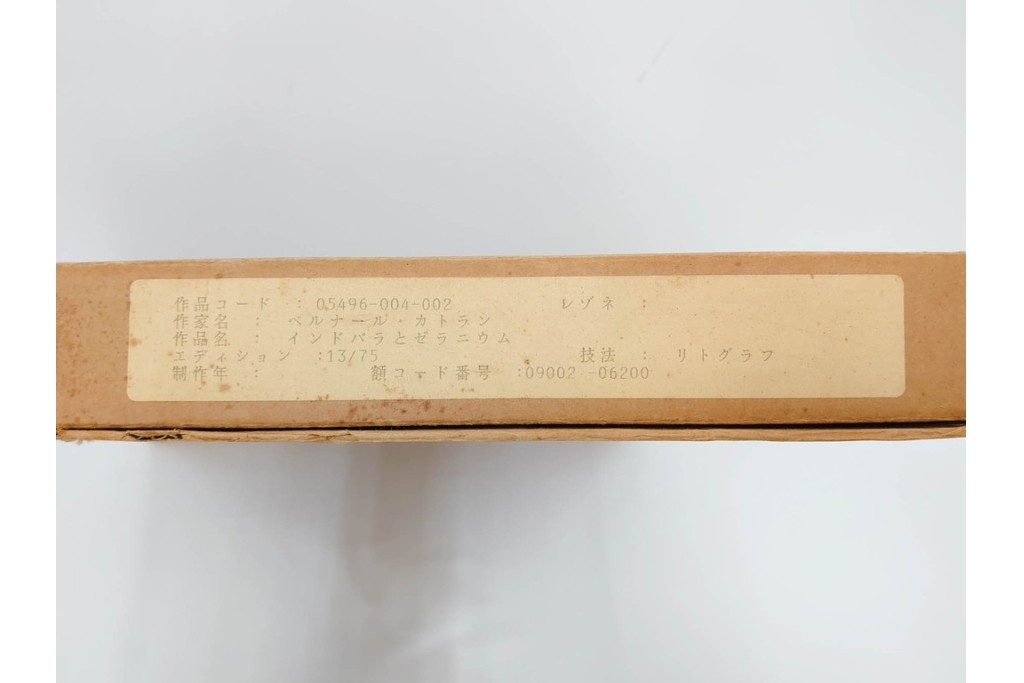 作品コード : 05496-004-002 レゾネ :
作家名 : ベルナール・カトラン
作品名 : インドバラとゼラニウム
エディション :13/75 技法 : リトグラフ
制作年 : 額コード番号 :09002 -06200